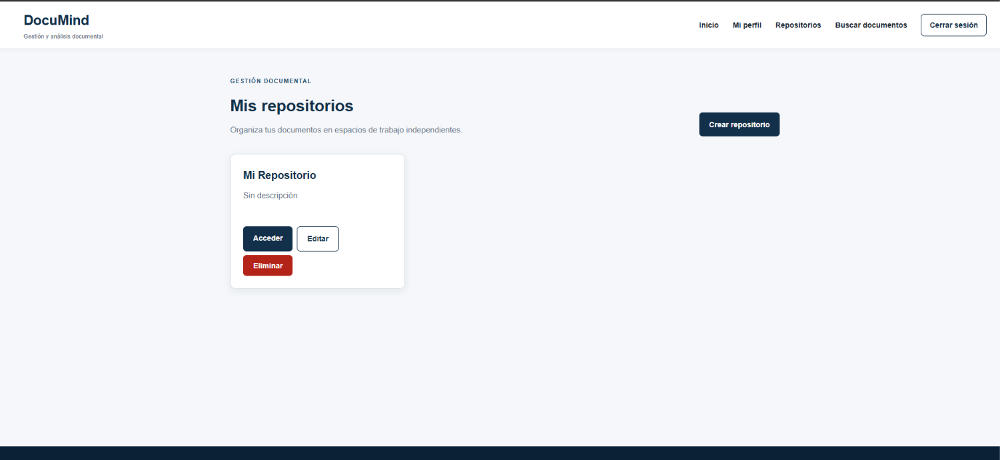 DocuMind
Gestión y análisis documental
Inicio
Mi perfil
Repositorios
Buscar documentos
Cerrar sesión
GESTIÓN DOCUMENTAL
Mis repositorios
Organiza tus documentos en espacios de trabajo independientes.
Crear repositorio
Mi Repositorio
Sin descripción
Acceder
Editar
Eliminar